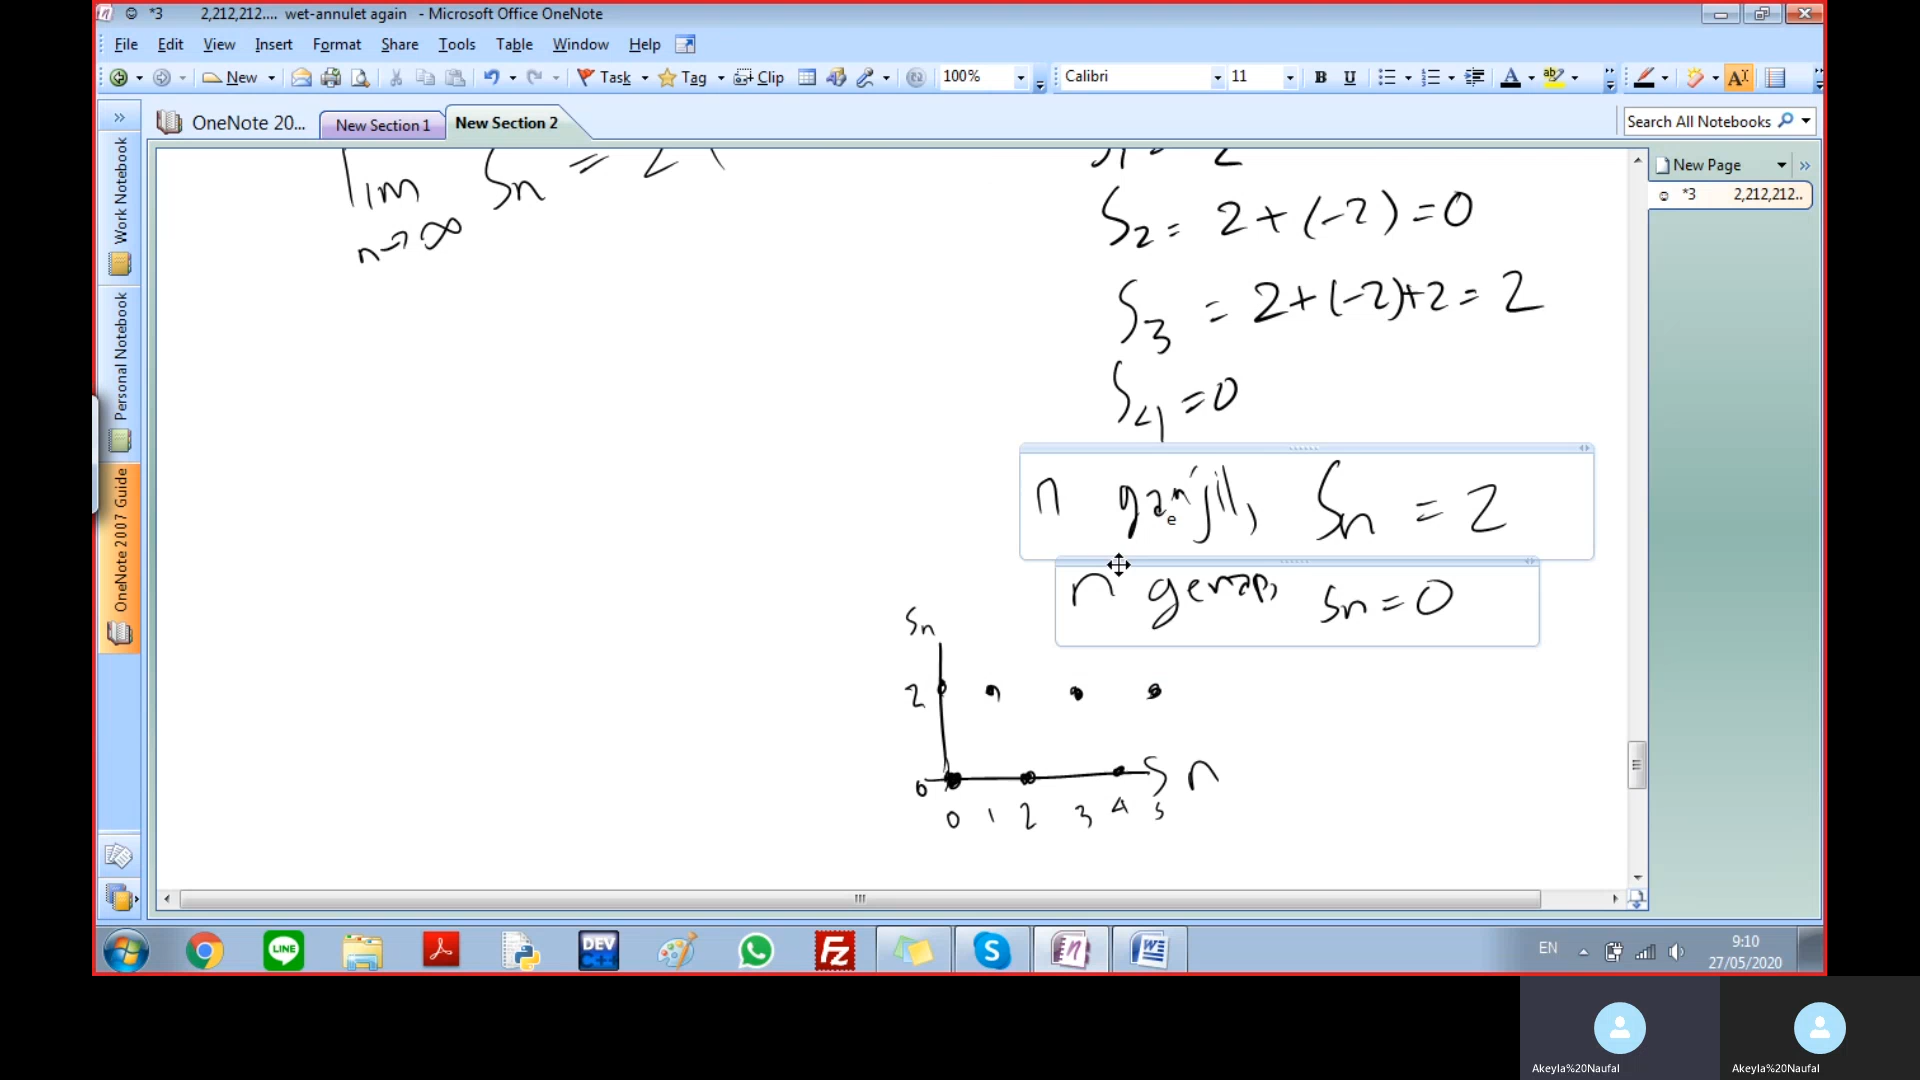 *3 2,212,212.... wet-annulet again - Microsoft Office OneNote
File Edit View Insert Format Share Tools Table Window Help
New Task Tag Clip 100% Calibri 11 B U
OneNote 20... New Section 1 New Section 2
Search All Notebooks
New Page
*3 2,212,212..
Work Notebook
Personal Notebook
OneNote 2007 Guide
lim Sn =
n→∞
S1 = 2
S2 = 2+(-2)=0
S3 = 2+(-2)+2=2
S4=0
n ganjil, Sn = 2
e
n genap, Sn=0
Sn
2
0
n
0 1 2 3 4 5
LINE
DEV C++
EN
9:10
27/05/2020
Akeyla%20Naufal
Akeyla%20Naufal